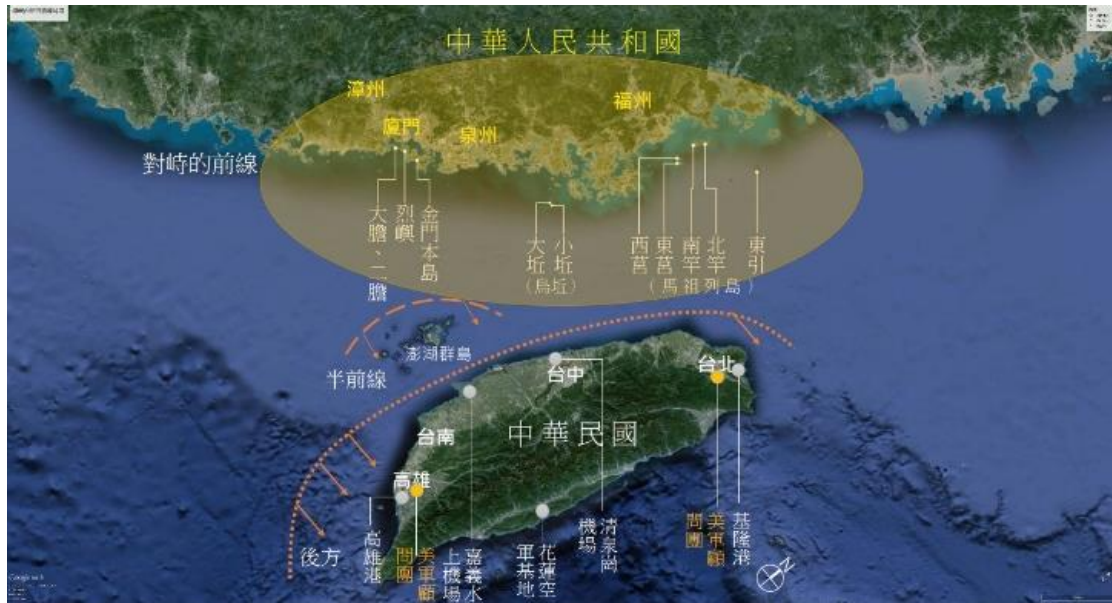 中華人民共和國
漳州
廈門
泉州
福州
對峙的前線
大膽、二膽
烈嶼
金門本島
大坵
小坵
(烏坵)
西莒
東莒
南竿
北竿
(馬祖列島)
東引
澎湖群島
半前線
台中
台北
台南
中華民國
高雄
後方
高雄港
美軍顧
問團
嘉義水
上機場
花蓮空
軍基地
清泉崗
機場
美軍顧
問團
基隆港
N